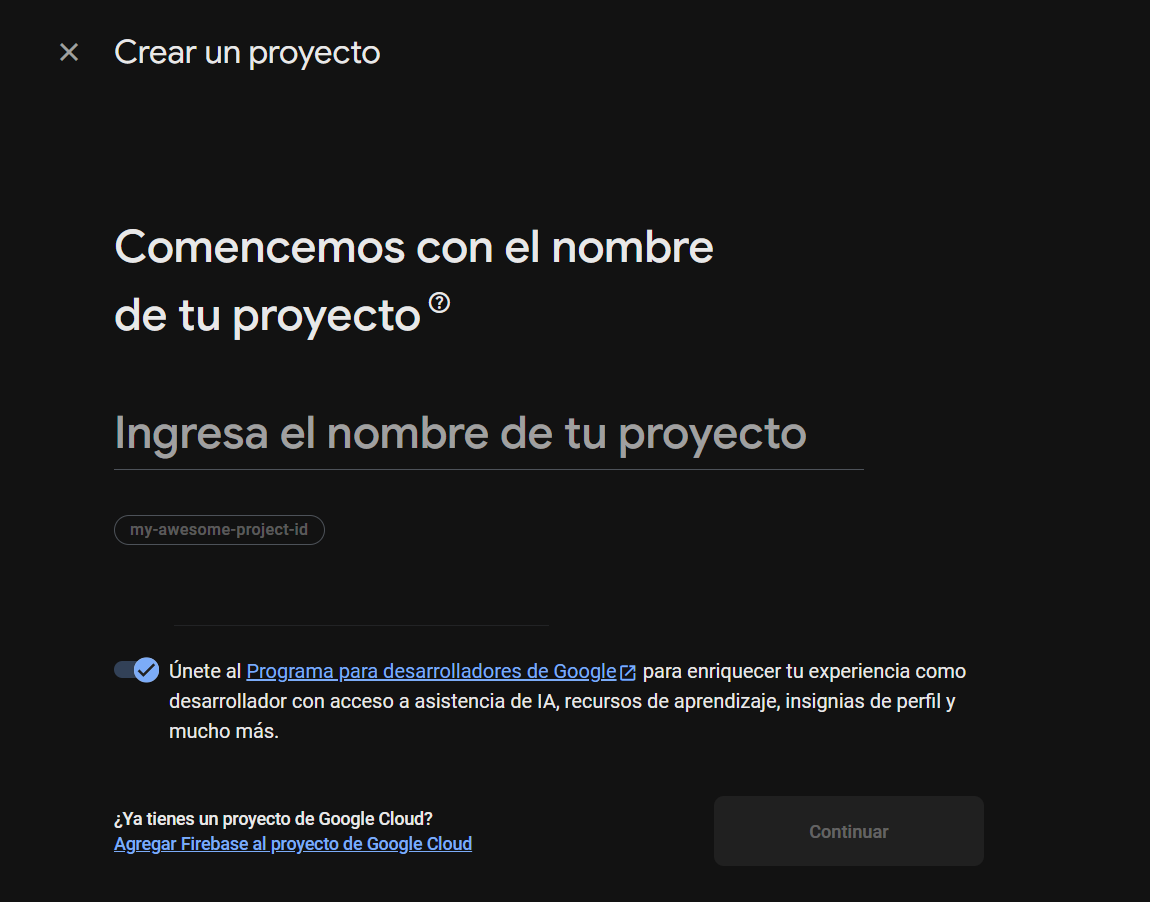 Crear un proyecto
Comencemos con el nombre
de tu proyecto
Ingresa el nombre de tu proyecto
my-awesome-project-id
Únete al Programa para desarrolladores de Google para enriquecer tu experiencia como
desarrollador con acceso a asistencia de IA, recursos de aprendizaje, insignias de perfil y
mucho más.
¿Ya tienes un proyecto de Google Cloud?
Agregar Firebase al proyecto de Google Cloud
Continuar